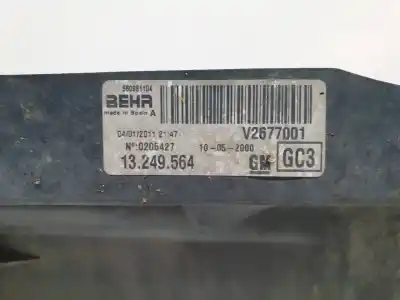 560981104
BEHR
made in Spain A
04/01/2011 21:47 V2677001
Nº:0205427 10-05-2000
13.249.564 GM GC3